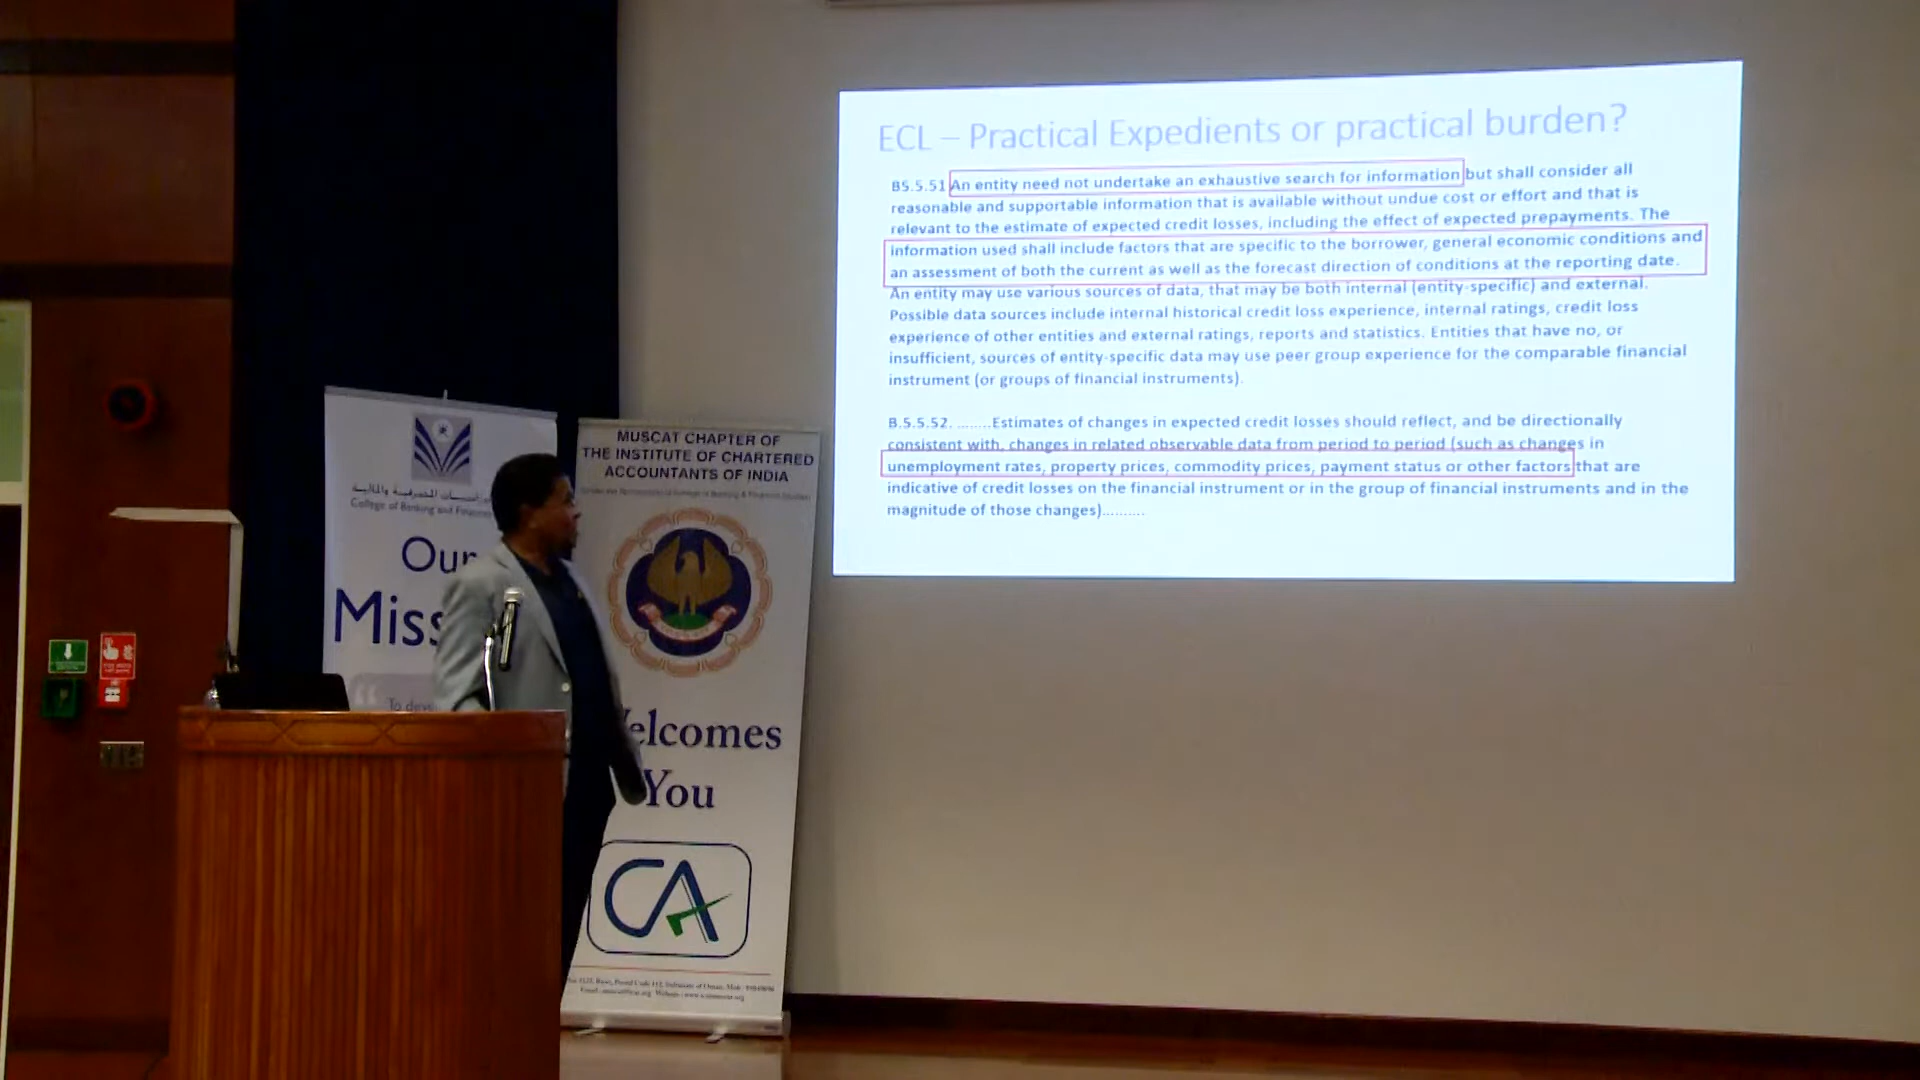 ECL – Practical Expedients or practical burden?
B5.5.51 An entity need not undertake an exhaustive search for information but shall consider all
reasonable and supportable information that is available without undue cost or effort and that is
relevant to the estimate of expected credit losses, including the effect of expected prepayments. The
information used shall include factors that are specific to the borrower, general economic conditions and
an assessment of both the current as well as the forecast direction of conditions at the reporting date.
An entity may use various sources of data, that may be both internal (entity-specific) and external.
Possible data sources include internal historical credit loss experience, internal ratings, credit loss
experience of other entities and external ratings, reports and statistics. Entities that have no, or
insufficient, sources of entity-specific data may use peer group experience for the comparable financial
instrument (or groups of financial instruments).
B.5.5.52. ........Estimates of changes in expected credit losses should reflect, and be directionally
consistent with, changes in related observable data from period to period (such as changes in
unemployment rates, property prices, commodity prices, payment status or other factors that are
indicative of credit losses on the financial instrument or in the group of financial instruments and in the
magnitude of those changes)..........
College of Banking and
Our
Miss
To
MUSCAT CHAPTER OF
THE INSTITUTE OF CHARTERED
ACCOUNTANTS OF INDIA
elcomes
You
CA